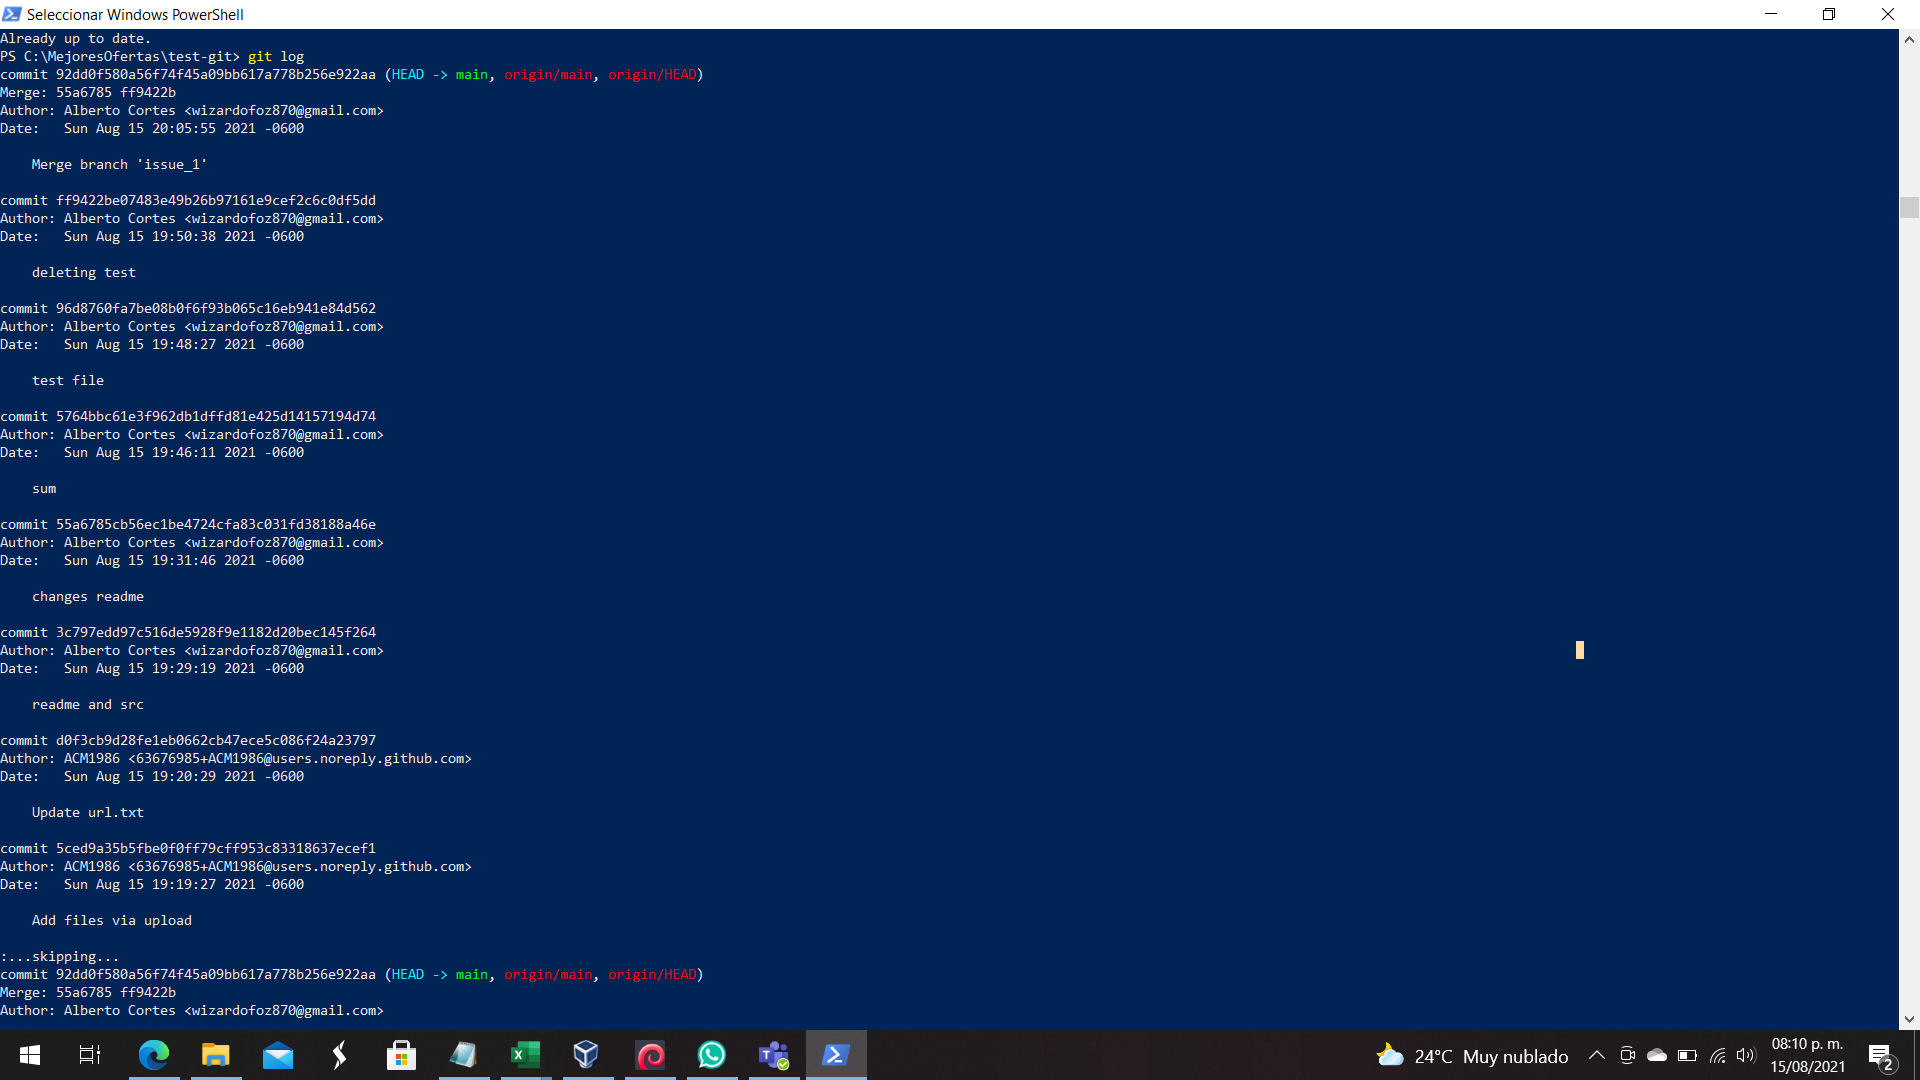 Seleccionar Windows PowerShell
Already up to date.
PS C:\MejoresOfertas\test-git> git log
commit 92dd0f580a56f74f45a09bb617a778b256e922aa (HEAD -> main, origin/main, origin/HEAD)
Merge: 55a6785 ff9422b
Author: Alberto Cortes <wizardofoz870@gmail.com>
Date:   Sun Aug 15 20:05:55 2021 -0600
Merge branch 'issue_1'
commit ff9422be07483e49b26b97161e9cef2c6c0df5dd
Author: Alberto Cortes <wizardofoz870@gmail.com>
Date:   Sun Aug 15 19:50:38 2021 -0600
deleting test
commit 96d8760fa7be08b0f6f93b065c16eb941e84d562
Author: Alberto Cortes <wizardofoz870@gmail.com>
Date:   Sun Aug 15 19:48:27 2021 -0600
test file
commit 5764bbc61e3f962db1dffd81e425d14157194d74
Author: Alberto Cortes <wizardofoz870@gmail.com>
Date:   Sun Aug 15 19:46:11 2021 -0600
sum
commit 55a6785cb56ec1be4724cfa83c031fd38188a46e
Author: Alberto Cortes <wizardofoz870@gmail.com>
Date:   Sun Aug 15 19:31:46 2021 -0600
changes readme
commit 3c797edd97c516de5928f9e1182d20bec145f264
Author: Alberto Cortes <wizardofoz870@gmail.com>
Date:   Sun Aug 15 19:29:19 2021 -0600
readme and src
commit d0f3cb9d28fe1eb0662cb47ece5c086f24a23797
Author: ACM1986 <63676985+ACM1986@users.noreply.github.com>
Date:   Sun Aug 15 19:20:29 2021 -0600
Update url.txt
commit 5ced9a35b5fbe0f0ff79cff953c83318637ecef1
Author: ACM1986 <63676985+ACM1986@users.noreply.github.com>
Date:   Sun Aug 15 19:19:27 2021 -0600
Add files via upload
:...skipping...
commit 92dd0f580a56f74f45a09bb617a778b256e922aa (HEAD -> main, origin/main, origin/HEAD)
Merge: 55a6785 ff9422b
Author: Alberto Cortes <wizardofoz870@gmail.com>
24°C Muy nublado
08:10 p. m.
15/08/2021
2